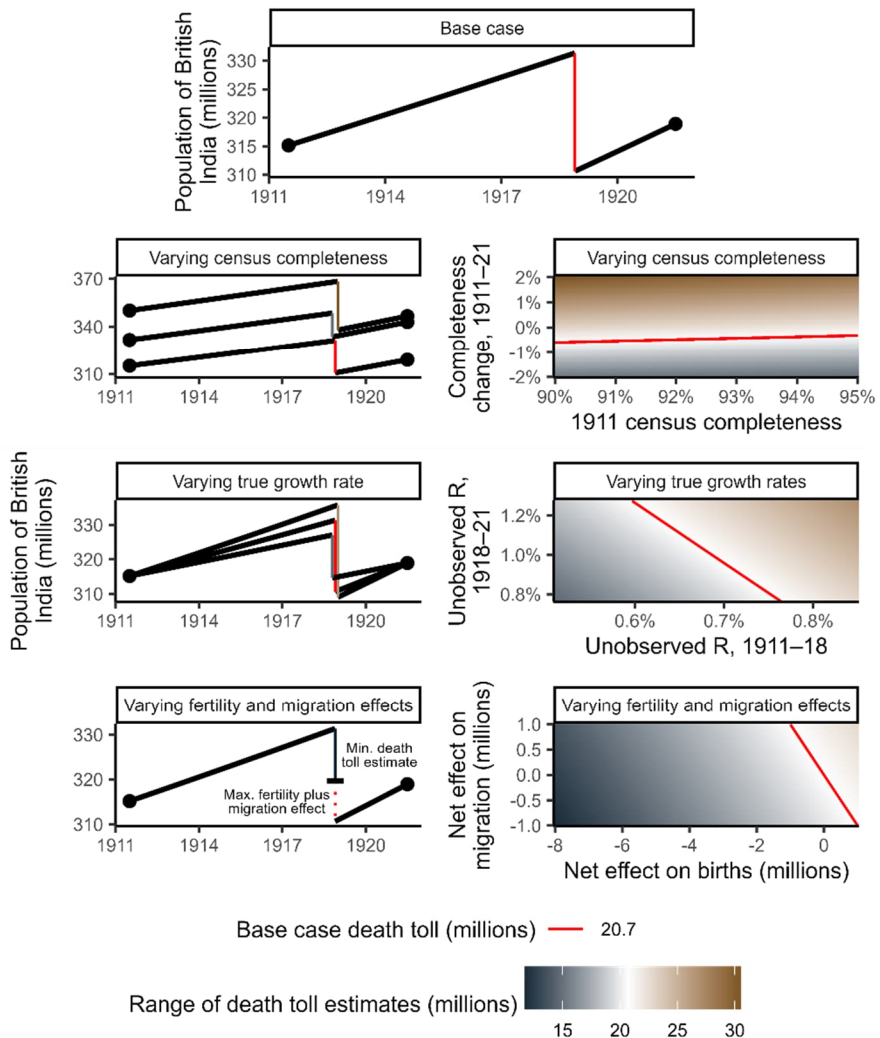 Base case
Population of British
India (millions)
330
325
320
315
310
1911 1914 1917 1920
Varying census completeness
370
340
310
1911 1914 1917 1920
Varying census completeness
Completeness
change, 1911–21
2%
1%
0%
-1%
-2%
90% 91% 92% 93% 94% 95%
1911 census completeness
Population of British
India (millions)
Varying true growth rate
330
320
310
1911 1914 1917 1920
Varying true growth rates
Unobserved R,
1918–21
1.2%
1.0%
0.8%
0.6% 0.7% 0.8%
Unobserved R, 1911–18
Varying fertility and migration effects
330
320
310
Min. death
toll estimate
Max. fertility plus
migration effect
1911 1914 1917 1920
Varying fertility and migration effects
Net effect on
migration (millions)
1.0
0.5
0.0
-0.5
-1.0
-8 -6 -4 -2 0
Net effect on births (millions)
Base case death toll (millions) 20.7
Range of death toll estimates (millions)
15 20 25 30